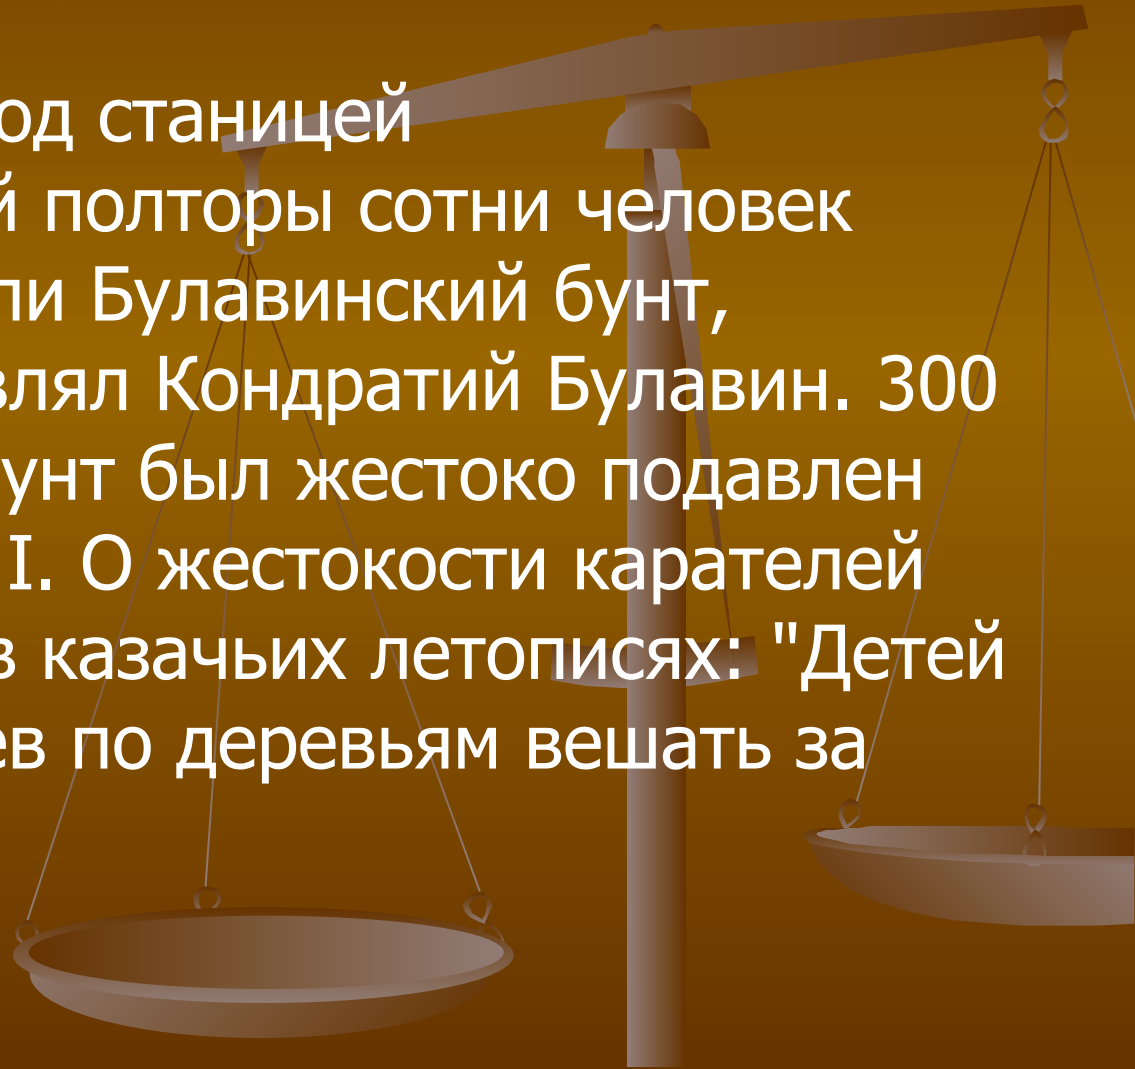 од станицей
й полторы сотни человек
ли Булавинский бунт,
влял Кондратий Булавин. 300
унт был жестоко подавлен
I. О жестокости карателей
в казачьих летописях: "Детей
ев по деревьям вешать за